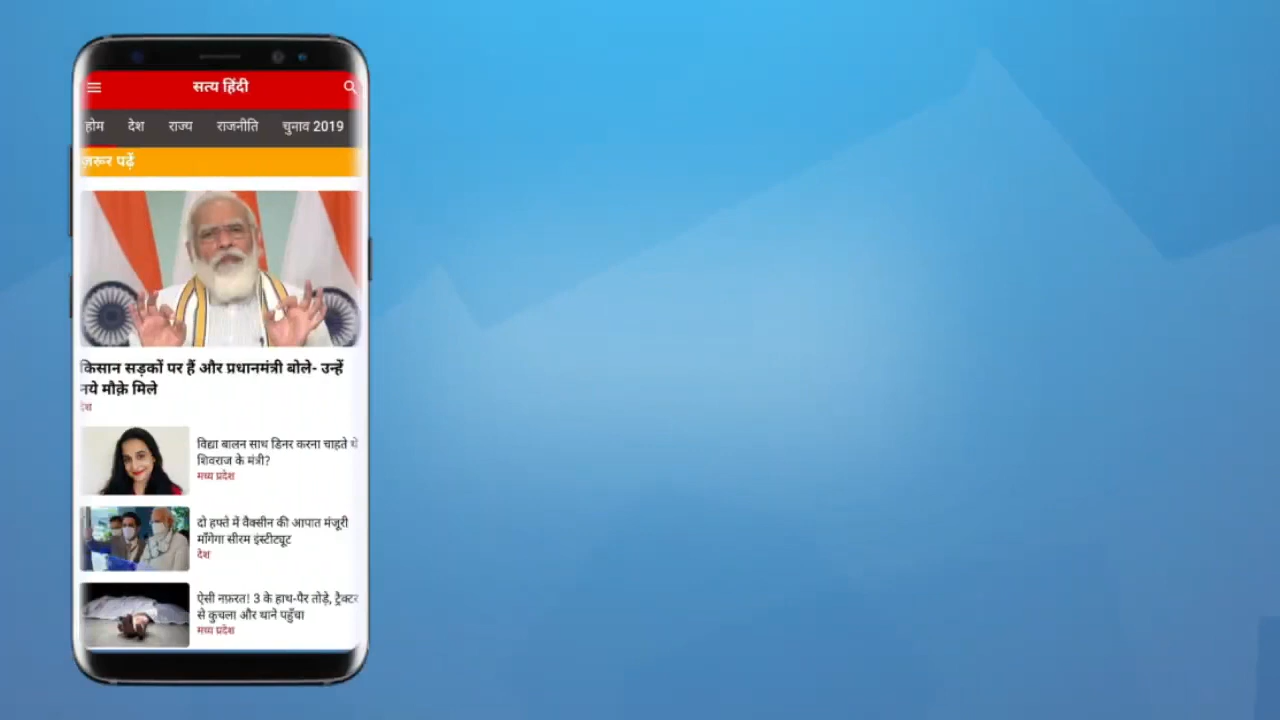 सत्य हिंदी
होम देश राज्य राजनीति चुनाव 2019
ज़रूर पढ़ें
किसान सड़कों पर हैं और प्रधानमंत्री बोले- उन्हें
नये मौक़े मिले
देश
विद्या बालन साथ डिनर करना चाहते थे
शिवराज के मंत्री?
मध्य प्रदेश
दो हफ्ते में वैक्सीन की आपात मंजूरी
माँगेगा सीरम इंस्टीट्यूट
देश
ऐसी नफ़रत! 3 के हाथ-पैर तोड़े, ट्रैक्टर
से कुचला और थाने पहुँचा
मध्य प्रदेश